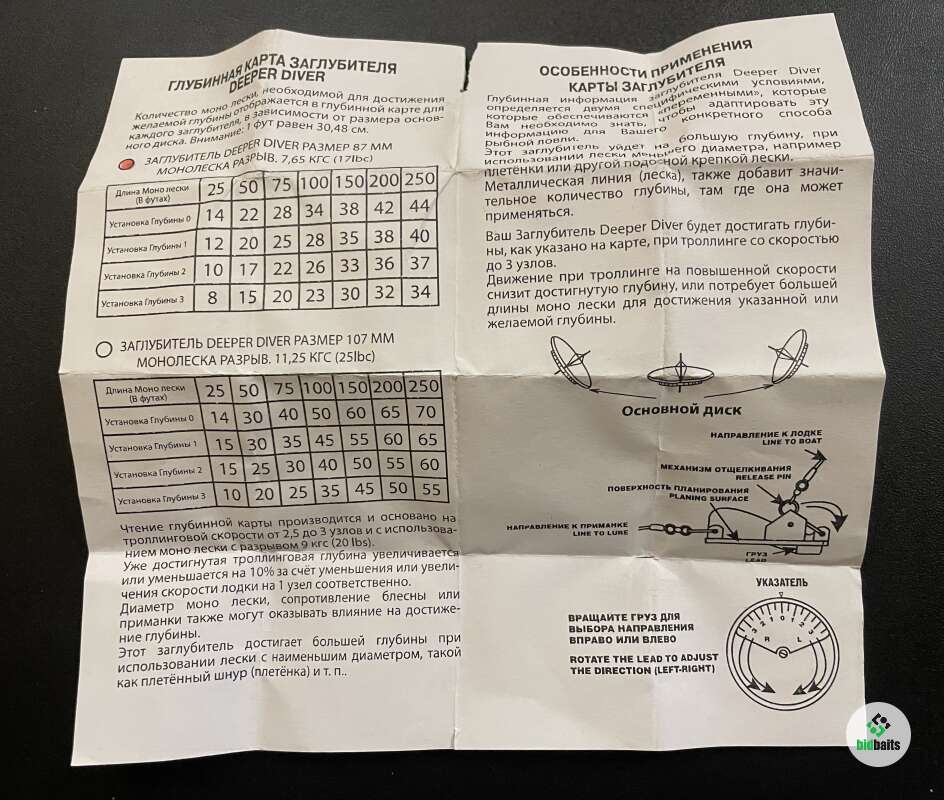 ГЛУБИННАЯ КАРТА ЗАГЛУБИТЕЛЯ
DEEPER DIVER
Количество моно лески, необходимой для достижения
желаемой глубины отображается в глубинной карте для
каждого заглубителя, в зависимости от размера основ-
ного диска. Внимание: 1 фут равен 30,48 см.
ЗАГЛУБИТЕЛЬ DEEPER DIVER РАЗМЕР 87 ММ
МОНОЛЕСКА РАЗРЫВ. 7,65 КГС (17lbc)
Длина Моно лески
(В футах)
25 50 75 100 150 200 250
Установка Глубины 0 14 22 28 34 38 42 44
Установка Глубины 1 12 20 25 28 35 38 40
Установка Глубины 2 10 17 22 26 33 36 37
Установка Глубины 3 8 15 20 23 30 32 34
ЗАГЛУБИТЕЛЬ DEEPER DIVER РАЗМЕР 107 ММ
МОНОЛЕСКА РАЗРЫВ. 11,25 КГС (25lbc)
Длина Моно лески
(В футах)
25 50 75 100 150 200 250
Установка Глубины 0 14 30 40 50 60 65 70
Установка Глубины 1 15 30 35 45 55 60 65
Установка Глубины 2 15 25 30 40 50 55 60
Установка Глубины 3 10 20 25 35 45 50 55
Чтение глубинной карты производится и основано на
троллинговой скорости от 2,5 до 3 узлов и с использова-
нием моно лески с разрывом 9 кгс (20 lbs).
Уже достигнутая троллинговая глубина увеличивается
или уменьшается на 10% за счёт уменьшения или увели-
чения скорости лодки на 1 узел соответственно.
Диаметр моно лески, сопротивление блесны или
приманки также могут оказывать влияние на достиже-
ние глубины.
Этот заглубитель достигает большей глубины при
использовании лески с наименьшим диаметром, такой
как плетённый шнур (плетёнка) и т. п..
ОСОБЕННОСТИ ПРИМЕНЕНИЯ
КАРТЫ ЗАГЛУБИТЕЛЯ
Глубинная информация заглубителя Deeper Diver
определяется двумя специфическими условиями,
которые обеспечиваются «переменными», которые
Вам необходимо знать, чтобы адаптировать эту
информацию для Вашего конкретного способа
рыбной ловли.
Этот заглубитель уйдет на большую глубину, при
использовании лески меньшего диаметра, например
плетёнки или другой подосной крепкой лески.
Металлическая линия (леска), также добавит значи-
тельное количество глубины, там где она может
применяться.
Ваш Заглубитель Deeper Diver будет достигать глуби-
ны, как указано на карте, при троллинге со скоростью
до 3 узлов.
Движение при троллинге на повышенной скорости
снизит достигнутую глубину, или потребует большей
длины моно лески для достижения указанной или
желаемой глубины.
Основной диск
НАПРАВЛЕНИЕ К ЛОДКЕ
LINE TO BOAT
МЕХАНИЗМ ОТЩЕЛКИВАНИЯ
RELEASE PIN
ПОВЕРХНОСТЬ ПЛАНИРОВАНИЯ
PLANING SURFACE
НАПРАВЛЕНИЕ К ПРИМАНКЕ
LINE TO LURE
ГРУЗ
LEAD
УКАЗАТЕЛЬ
ВРАЩАЙТЕ ГРУЗ ДЛЯ
ВЫБОРА НАПРАВЛЕНИЯ
ВПРАВО ИЛИ ВЛЕВО
ROTATE THE LEAD TO ADJUST
THE DIRECTION (LEFT-RIGHT)
3 2 1 0 1 2 3
R L
bidbaits